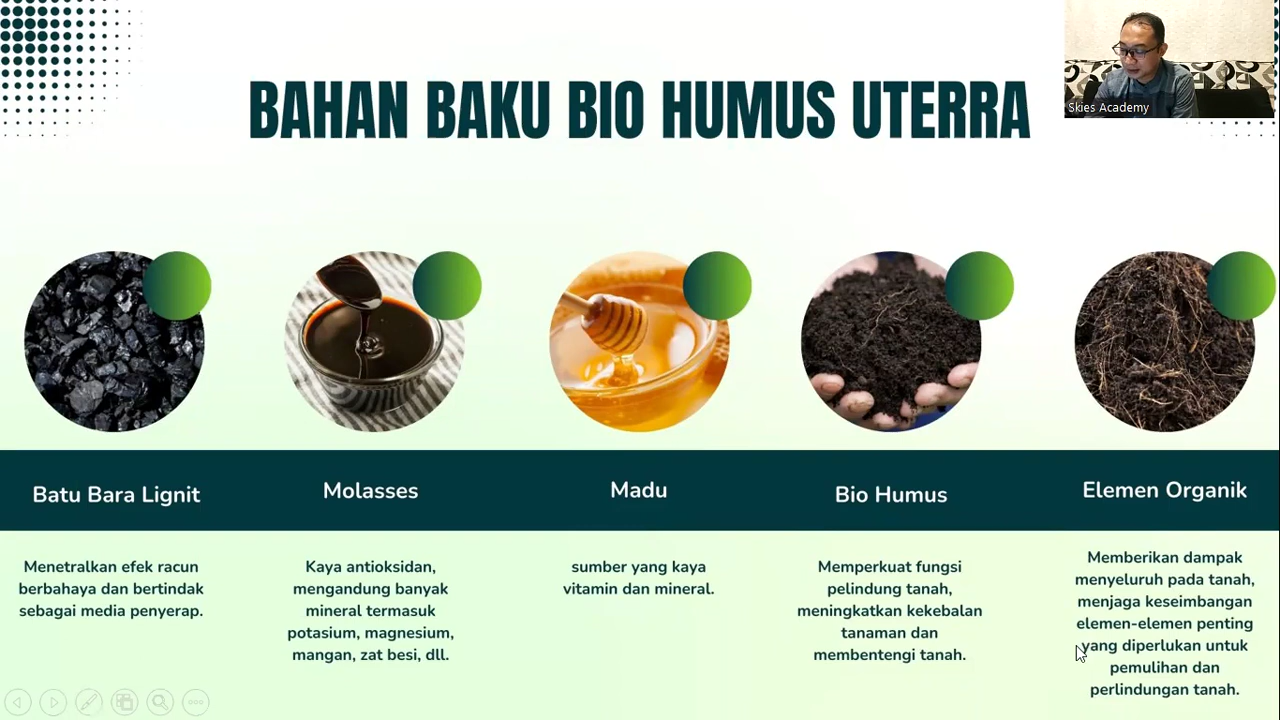 BAHAN BAKU BIO HUMUS UTERRA
Skies Academy
Batu Bara Lignit
Menetralkan efek racun
berbahaya dan bertindak
sebagai media penyerap.
Molasses
Kaya antioksidan,
mengandung banyak
mineral termasuk
potasium, magnesium,
mangan, zat besi, dll.
Madu
sumber yang kaya
vitamin dan mineral.
Bio Humus
Memperkuat fungsi
pelindung tanah,
meningkatkan kekebalan
tanaman dan
membentengi tanah.
Elemen Organik
Memberikan dampak
menyeluruh pada tanah,
menjaga keseimbangan
elemen-elemen penting
yang diperlukan untuk
pemulihan dan
perlindungan tanah.